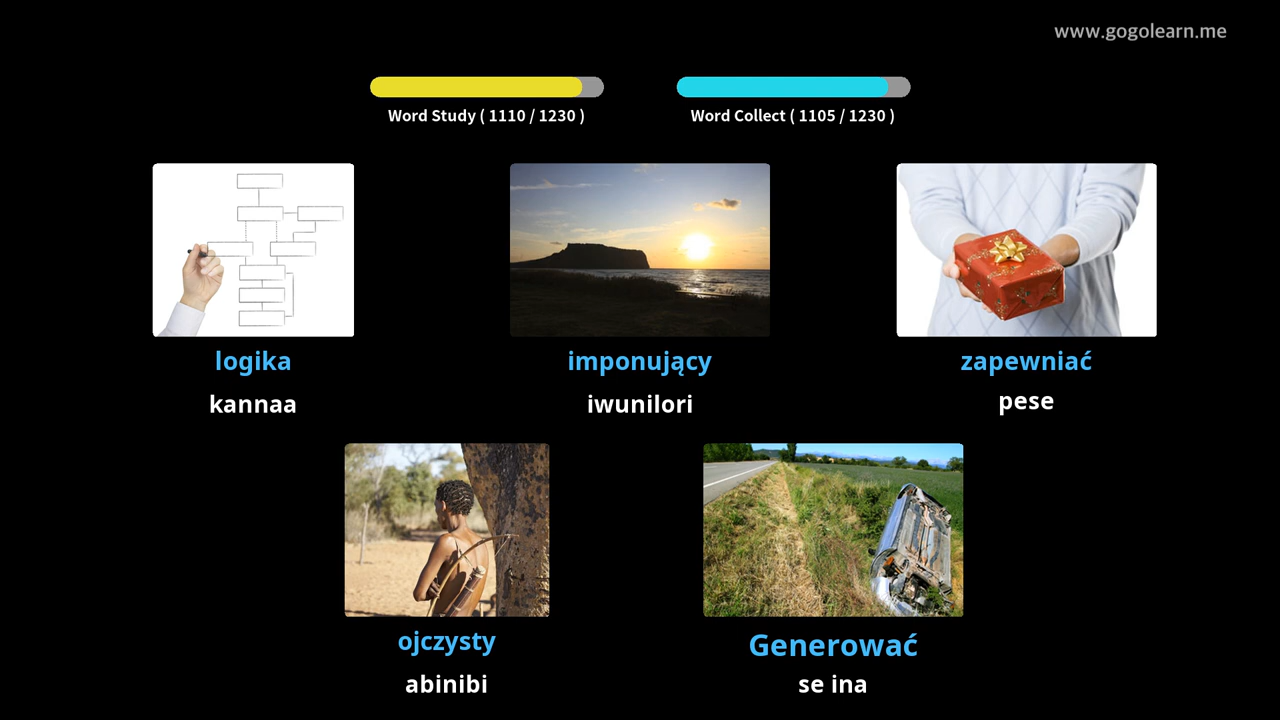 www.gogolearn.me
Word Study ( 1110 / 1230 )
Word Collect ( 1105 / 1230 )
logika
imponujący
zapewniać
kannaa
iwunilori
pese
ojczysty
Generować
abinibi
se ina